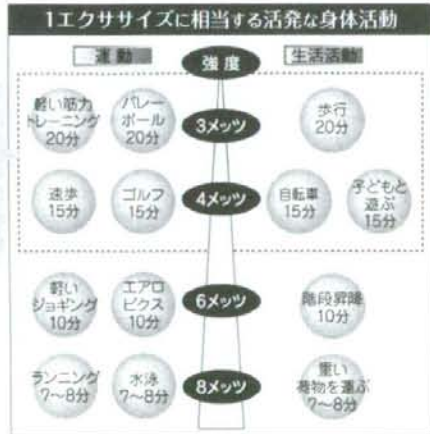 1エクササイズに相当する活発な身体活動
運動
強度
生活活動
軽い筋力
トレーニング
20分
バレー
ボール
20分
3メッツ
歩行
20分
速歩
15分
ゴルフ
15分
4メッツ
自転車
15分
子どもと
遊ぶ
15分
軽い
ジョギング
10分
エアロ
ビクス
10分
6メッツ
階段昇降
10分
ランニング
7〜8分
水泳
7〜8分
8メッツ
重い
荷物を運ぶ
7〜8分